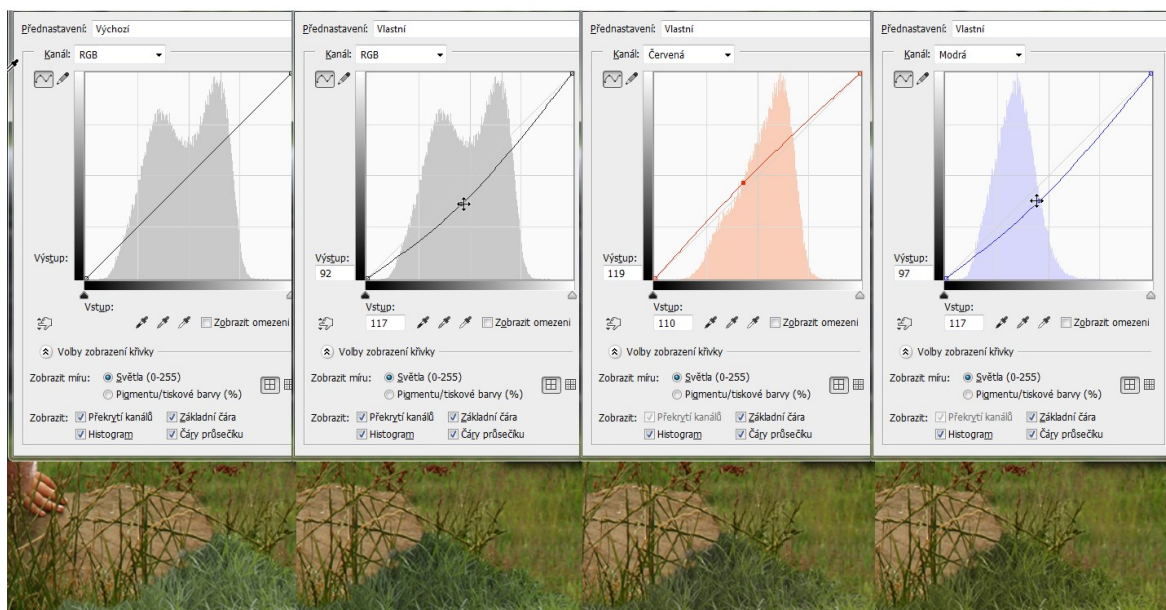 Přednastavení: Výchozí
Kanál: RGB
Výstup:
Vstup:
Zobrazit omezení
Volby zobrazení křivky
Zobrazit míru: Světla (0-255)
Pigmentu/tiskové barvy (%)
Zobrazit: Překrytí kanálů Základní čára
Histogram Čáry průsečíku
Přednastavení: Vlastní
Kanál: RGB
Výstup:
92
Vstup:
117 Zobrazit omezení
Volby zobrazení křivky
Zobrazit míru: Světla (0-255)
Pigmentu/tiskové barvy (%)
Zobrazit: Překrytí kanálů Základní čára
Histogram Čáry průsečíku
Přednastavení: Vlastní
Kanál: Červená
Výstup:
119
Vstup:
110 Zobrazit omezení
Volby zobrazení křivky
Zobrazit míru: Světla (0-255)
Pigmentu/tiskové barvy (%)
Zobrazit: Překrytí kanálů Základní čára
Histogram Čáry průsečíku
Přednastavení: Vlastní
Kanál: Modrá
Výstup:
97
Vstup:
117 Zobrazit omezení
Volby zobrazení křivky
Zobrazit míru: Světla (0-255)
Pigmentu/tiskové barvy (%)
Zobrazit: Překrytí kanálů Základní čára
Histogram Čáry průsečíku